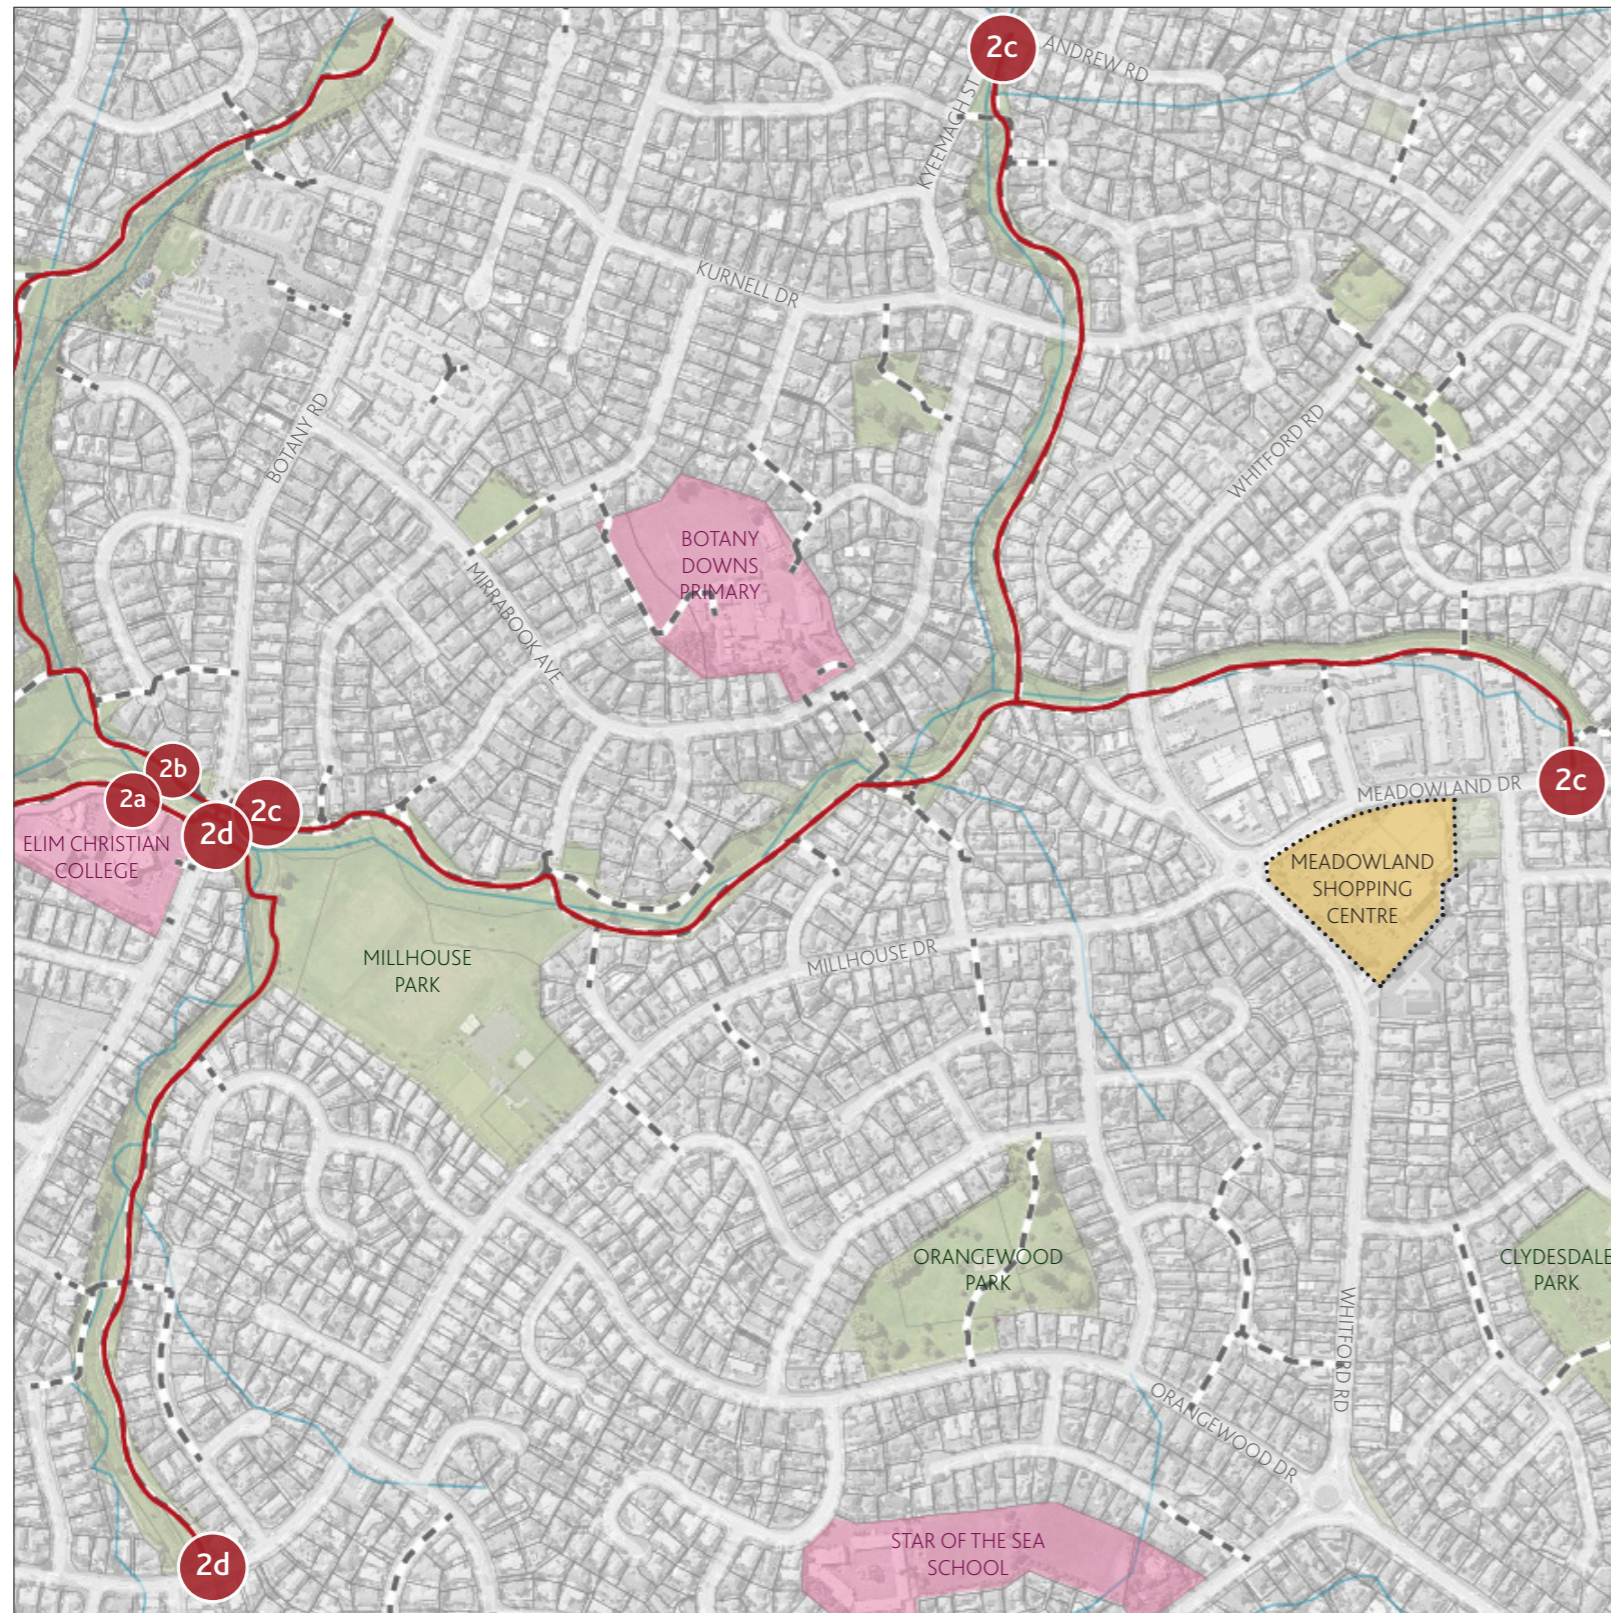 2c
ANDREW RD
KYEEMAGH ST
KURNELL DR
BOTANY RD
WHITFORD RD
BOTANY
DOWNS
PRIMARY
MIRRABOOK AVE
2b
2a
2c
2d
ELIM CHRISTIAN
COLLEGE
2c
MEADOWLAND DR
MEADOWLAND
SHOPPING
CENTRE
MILLHOUSE
PARK
MILLHOUSE DR
ORANGEWOOD
PARK
CLYDESDALE
PARK
WHITFORD RD
ORANGEWOOD DR
STAR OF THE SEA
SCHOOL
2d